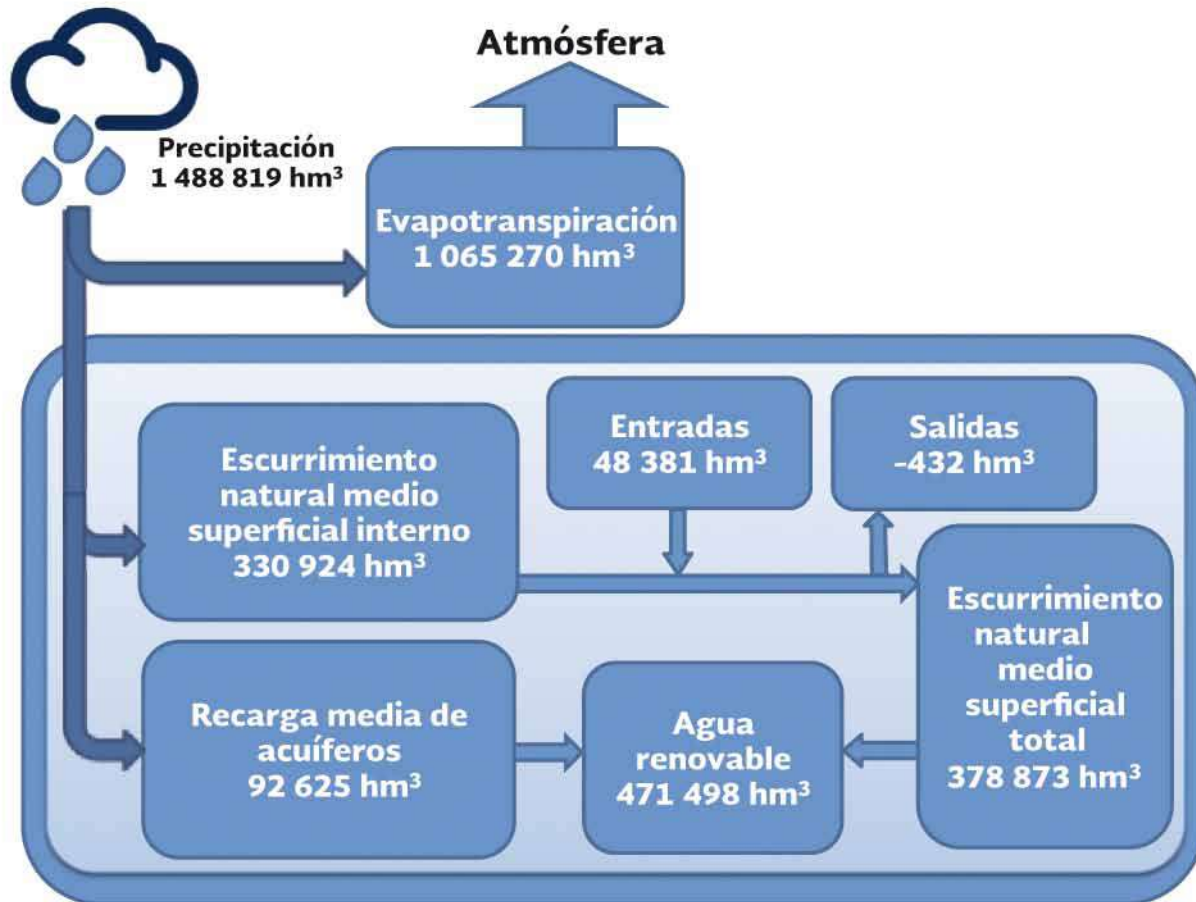 Atmósfera
Precipitación
1 488 819 hm³
Evapotranspiración
1 065 270 hm³
Escurrimiento
natural medio
superficial interno
330 924 hm³
Entradas
48 381 hm³
Salidas
-432 hm³
Escurrimiento
natural
medio
superficial
total
378 873 hm³
Recarga media de
acuíferos
92 625 hm³
Agua
renovable
471 498 hm³